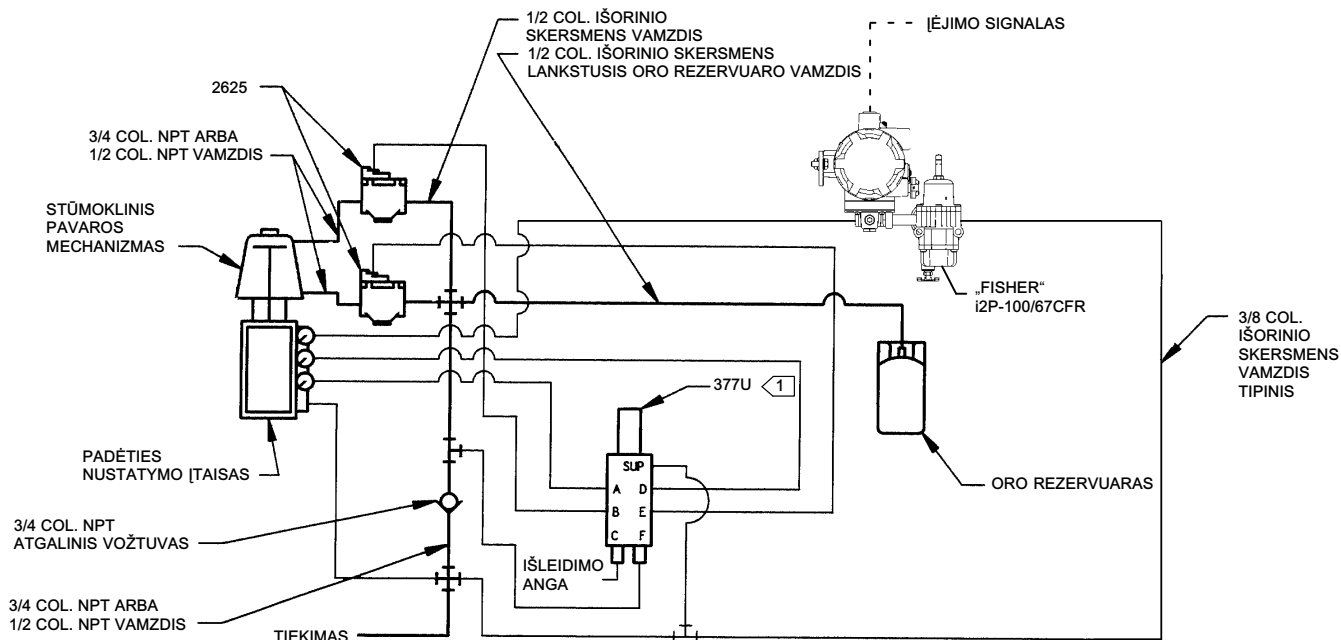 1/2 COL. IŠORINIO
SKERSMENS VAMZDIS
1/2 COL. IŠORINIO SKERSMENS
LANKSTUSIS ORO REZERVUARO VAMZDIS
ĮĖJIMO SIGNALAS
2625
3/4 COL. NPT ARBA
1/2 COL. NPT VAMZDIS
STŪMOKLINIS
PAVAROS
MECHANIZMAS
„FISHER“
i2P-100/67CFR
3/8 COL.
IŠORINIO
SKERSMENS
VAMZDIS
TIPINIS
377U 1
PADĖTIES
NUSTATYMO ĮTAISAS
SUP
A D
B E
C F
ORO REZERVUARAS
3/4 COL. NPT
ATGALINIS VOŽTUVAS
IŠLEIDIMO
ANGA
3/4 COL. NPT ARBA
1/2 COL. NPT VAMZDIS
TIEKIMAS